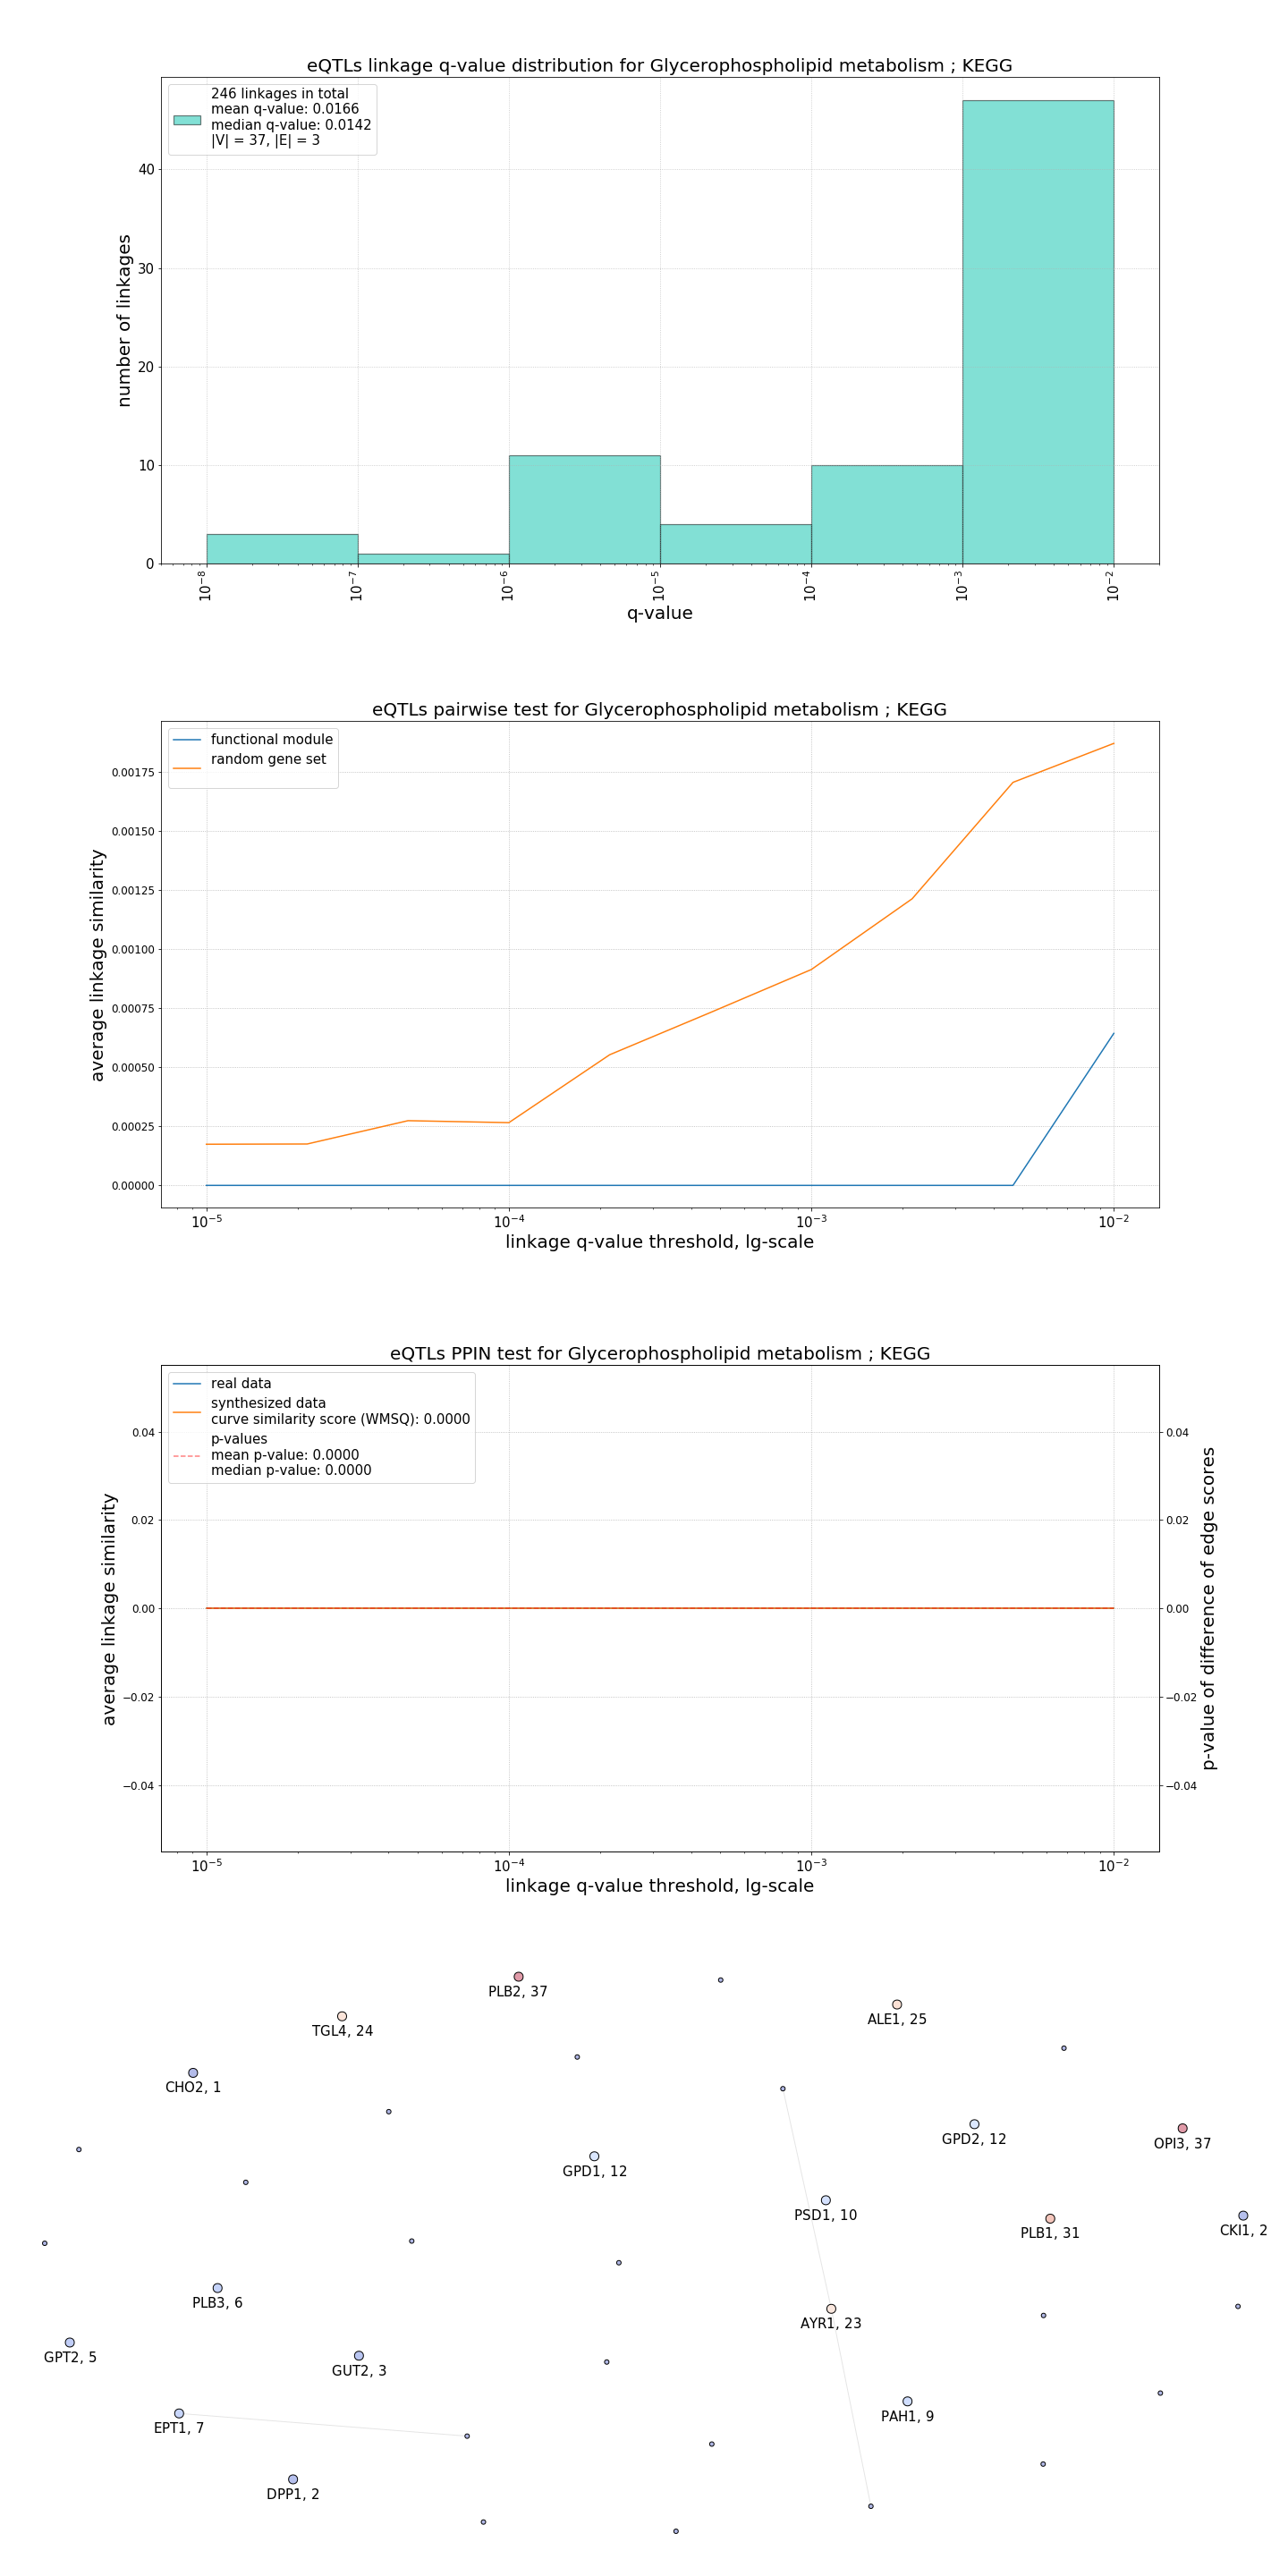 eQTLs linkage q-value distribution for Glycerophospholipid metabolism ; KEGG
246 linkages in total
mean q-value: 0.0166
median q-value: 0.0142
|V| = 37, |E| = 3
number of linkages
40
30
20
10
0
10−8 10−7 10−6 10−5 10−4 10−3 10−2
q-value
eQTLs pairwise test for Glycerophospholipid metabolism ; KEGG
functional module
random gene set
average linkage similarity
0.00175
0.00150
0.00125
0.00100
0.00075
0.00050
0.00025
0.00000
10−5 10−4 10−3 10−2
linkage q-value threshold, lg-scale
eQTLs PPIN test for Glycerophospholipid metabolism ; KEGG
real data
synthesized data
curve similarity score (WMSQ): 0.0000
p-values
mean p-value: 0.0000
median p-value: 0.0000
average linkage similarity
0.04
0.02
0.00
−0.02
−0.04
0.04
0.02
0.00
−0.02
−0.04
p-value of difference of edge scores
10−5 10−4 10−3 10−2
linkage q-value threshold, lg-scale
PLB2, 37
ALE1, 25
TGL4, 24
CHO2, 1
GPD2, 12
OPI3, 37
GPD1, 12
PSD1, 10
PLB1, 31
CKI1, 2
PLB3, 6
AYR1, 23
GPT2, 5
GUT2, 3
PAH1, 9
EPT1, 7
DPP1, 2